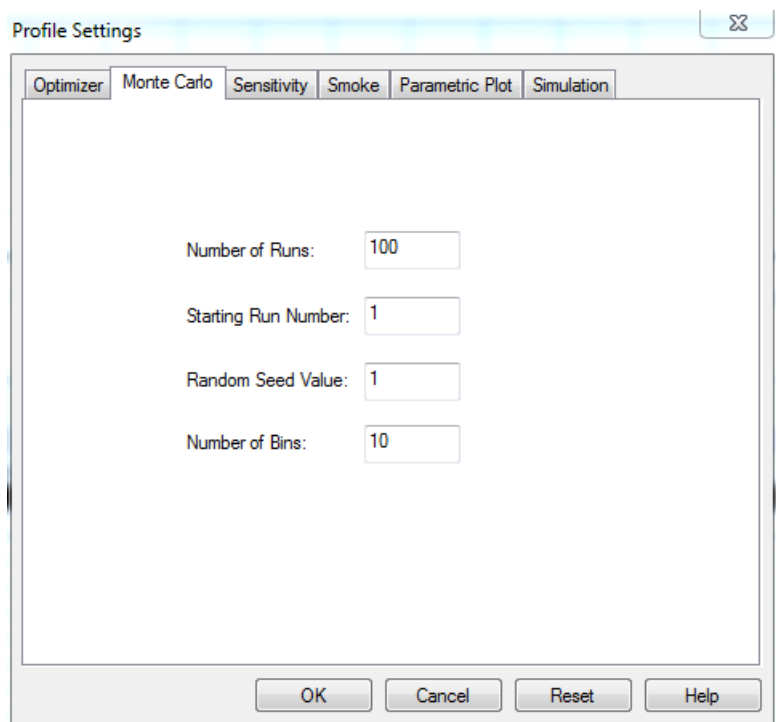 Profile Settings
Optimizer Monte Carlo Sensitivity Smoke Parametric Plot Simulation
Number of Runs: 100
Starting Run Number: 1
Random Seed Value: 1
Number of Bins: 10
OK Cancel Reset Help